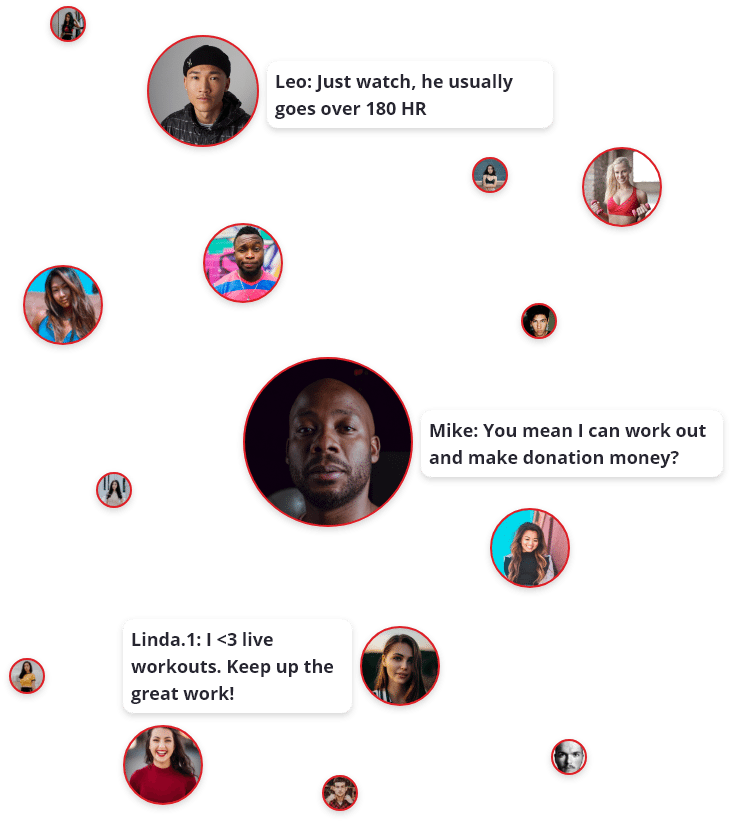 Leo: Just watch, he usually
goes over 180 HR
Mike: You mean I can work out
and make donation money?
Linda.1: I <3 live
workouts. Keep up the
great work!